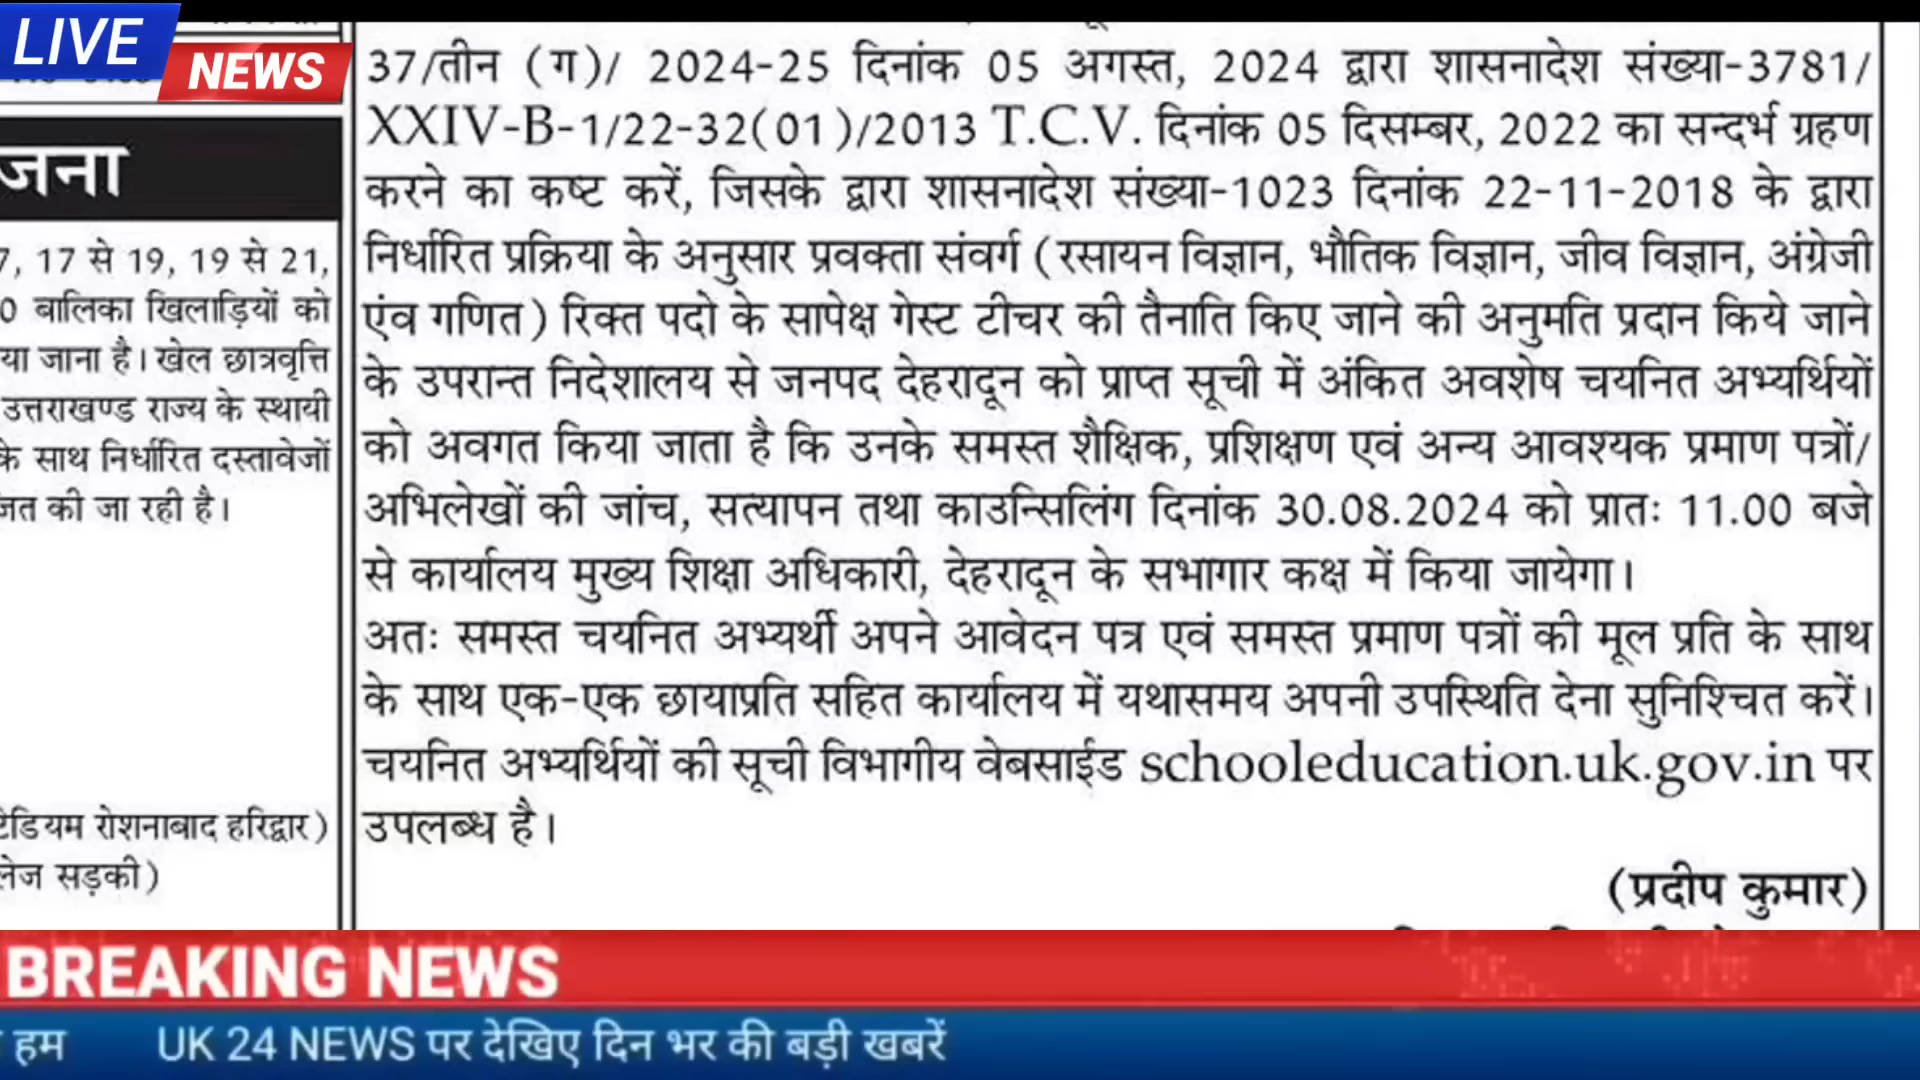 LIVE
NEWS
जना
7, 17 से 19, 19 से 21,
0 बालिका खिलाड़ियों को
या जाना है। खेल छात्रवृत्ति
उत्तराखण्ड राज्य के स्थायी
के साथ निर्धारित दस्तावेजों
जत की जा रही है।
टेडियम रोशनाबाद हरिद्वार)
लेज सड़की)
37/तीन (ग)/ 2024-25 दिनांक 05 अगस्त, 2024 द्वारा शासनादेश संख्या-3781/
XXIV-B-1/22-32(01)/2013 T.C.V. दिनांक 05 दिसम्बर, 2022 का सन्दर्भ ग्रहण
करने का कष्ट करें, जिसके द्वारा शासनादेश संख्या-1023 दिनांक 22-11-2018 के द्वारा
निर्धारित प्रक्रिया के अनुसार प्रवक्ता संवर्ग (रसायन विज्ञान, भौतिक विज्ञान, जीव विज्ञान, अंग्रेजी
एंव गणित) रिक्त पदो के सापेक्ष गेस्ट टीचर की तैनाति किए जाने की अनुमति प्रदान किये जाने
के उपरान्त निदेशालय से जनपद देहरादून को प्राप्त सूची में अंकित अवशेष चयनित अभ्यर्थियों
को अवगत किया जाता है कि उनके समस्त शैक्षिक, प्रशिक्षण एवं अन्य आवश्यक प्रमाण पत्रों/
अभिलेखों की जांच, सत्यापन तथा काउन्सिलिंग दिनांक 30.08.2024 को प्रातः 11.00 बजे
से कार्यालय मुख्य शिक्षा अधिकारी, देहरादून के सभागार कक्ष में किया जायेगा।
अतः समस्त चयनित अभ्यर्थी अपने आवेदन पत्र एवं समस्त प्रमाण पत्रों की मूल प्रति के साथ
के साथ एक-एक छायाप्रति सहित कार्यालय में यथासमय अपनी उपस्थिति देना सुनिश्चित करें।
चयनित अभ्यर्थियों की सूची विभागीय वेबसाईड schooleducation.uk.gov.in पर
उपलब्ध है।
(प्रदीप कुमार)
BREAKING NEWS
हम UK 24 NEWS पर देखिए दिन भर की बड़ी खबरें